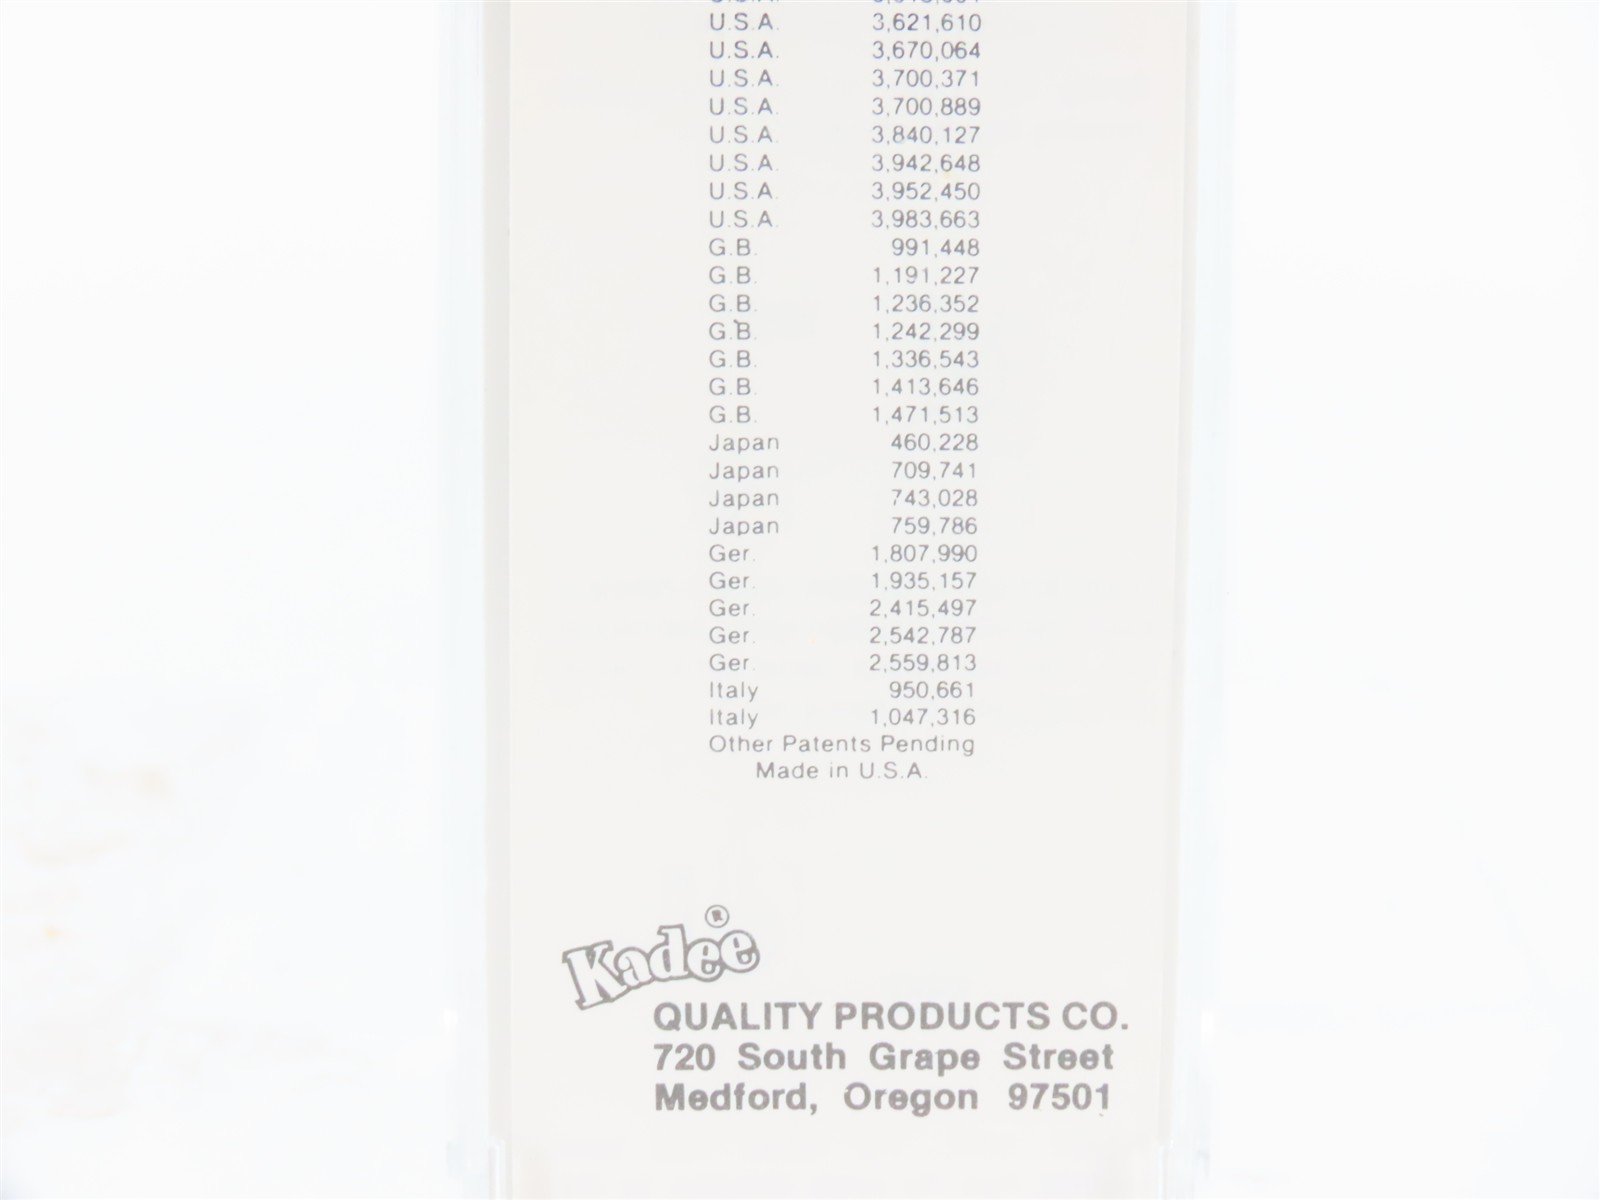 U.S.A. 3,621,610
U.S.A. 3,670,064
U.S.A. 3,700,371
U.S.A. 3,700,889
U.S.A. 3,840,127
U.S.A. 3,942,648
U.S.A. 3,952,450
U.S.A. 3,983,663
G.B. 991,448
G.B. 1,191,227
G.B. 1,236,352
G.B. 1,242,299
G.B. 1,336,543
G.B. 1,413,646
G.B. 1,471,513
Japan 460,228
Japan 709,741
Japan 743,028
Japan 759,786
Ger. 1,807,990
Ger. 1,935,157
Ger. 2,415,497
Ger. 2,542,787
Ger. 2,559,813
Italy 950,661
Italy 1,047,316
Other Patents Pending
Made in U.S.A.
Kadee®
QUALITY PRODUCTS CO.
720 South Grape Street
Medford, Oregon 97501